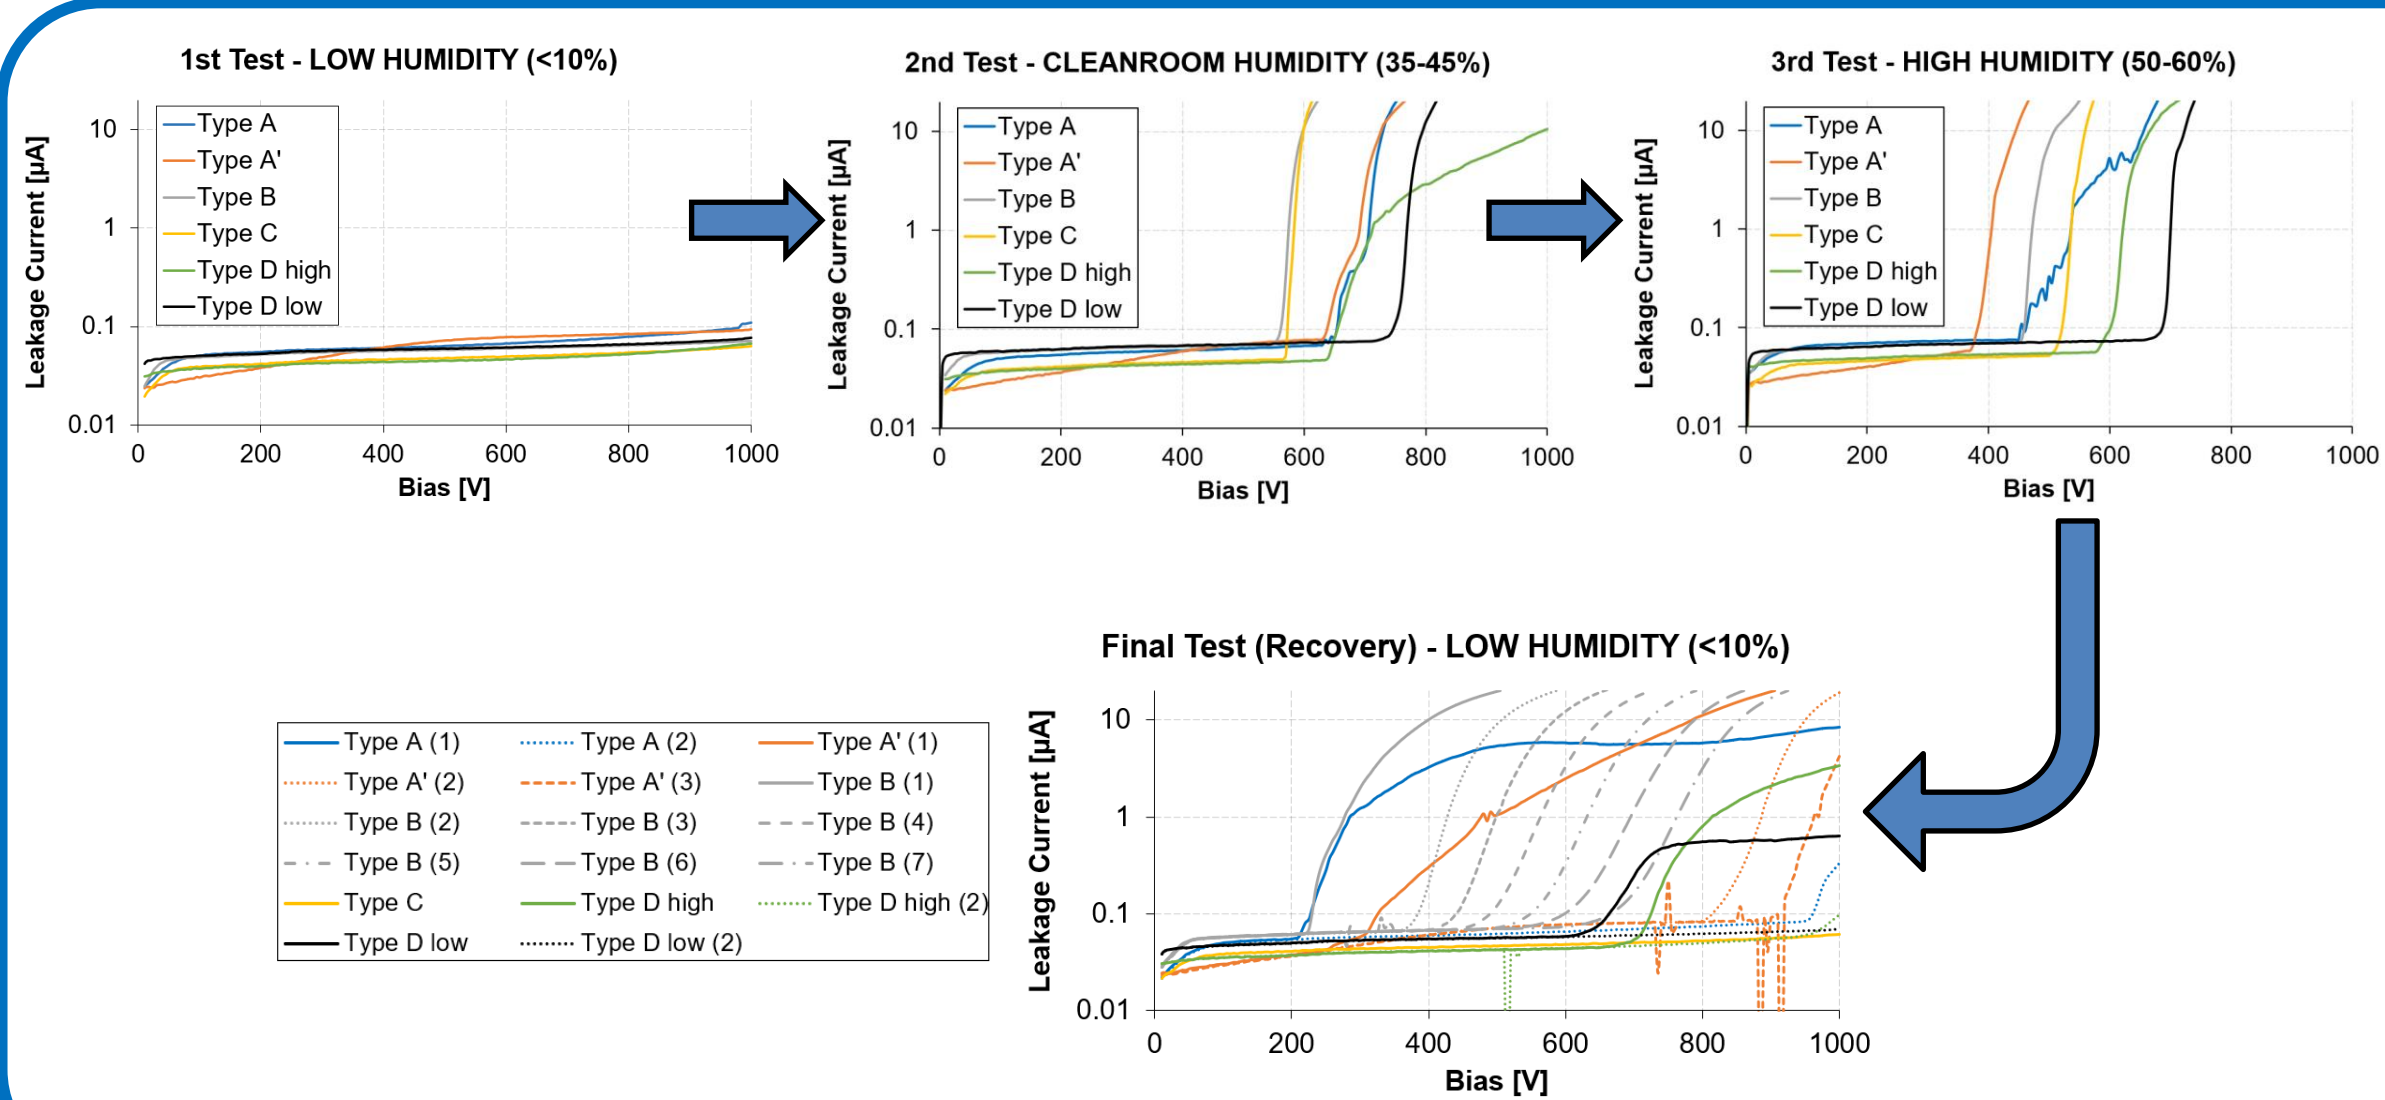 1st Test - LOW HUMIDITY (<10%)
Leakage Current [µA]
10
1
0.1
0.01
Type A
Type A'
Type B
Type C
Type D high
Type D low
0 200 400 600 800 1000
Bias [V]
2nd Test - CLEANROOM HUMIDITY (35-45%)
Leakage Current [µA]
10
1
0.1
0.01
Type A
Type A'
Type B
Type C
Type D high
Type D low
0 200 400 600 800 1000
Bias [V]
3rd Test - HIGH HUMIDITY (50-60%)
Leakage Current [µA]
10
1
0.1
0.01
Type A
Type A'
Type B
Type C
Type D high
Type D low
0 200 400 600 800 1000
Bias [V]
Type A (1) Type A (2) Type A' (1)
Type A' (2) Type A' (3) Type B (1)
Type B (2) Type B (3) Type B (4)
Type B (5) Type B (6) Type B (7)
Type C Type D high Type D high (2)
Type D low Type D low (2)
Final Test (Recovery) - LOW HUMIDITY (<10%)
Leakage Current [µA]
10
1
0.1
0.01
0 200 400 600 800 1000
Bias [V]